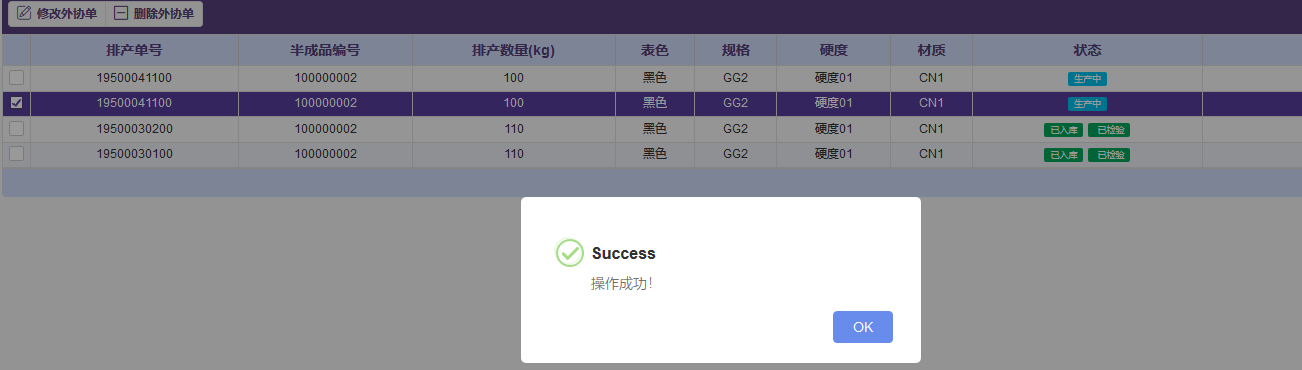 修改外协单 删除外协单
排产单号 半成品编号 排产数量(kg) 表色 规格 硬度 材质 状态
19500041100 100000002 100 黑色 GG2 硬度01 CN1 生产中
19500041100 100000002 100 黑色 GG2 硬度01 CN1 生产中
19500030200 100000002 110 黑色 GG2 硬度01 CN1 已入库 已检验
19500030100 100000002 110 黑色 GG2 硬度01 CN1 已入库 已检验
Success
操作成功!
OK